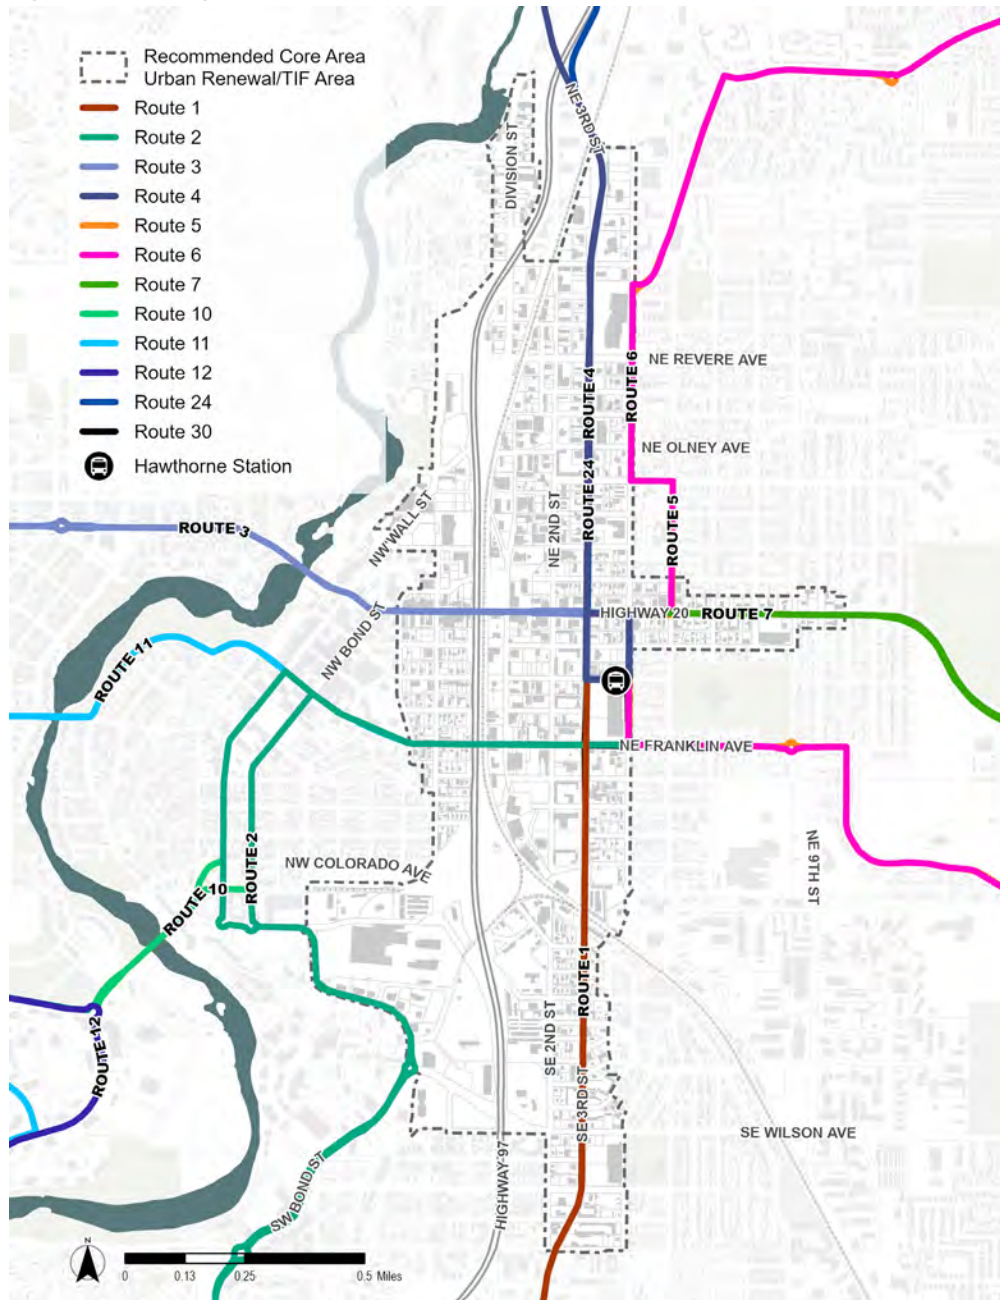 Recommended Core Area
Urban Renewal/TIF Area
Route 1
Route 2
Route 3
Route 4
Route 5
Route 6
Route 7
Route 10
Route 11
Route 12
Route 24
Route 30
Hawthorne Station
NE 3RD ST
DIVISION ST
NE REVERE AVE
ROUTE 6
ROUTE 4
NE OLNEY AVE
ROUTE 24
NE 2ND ST
NW WALL ST
ROUTE 3
ROUTE 5
HIGHWAY 20
ROUTE 7
NW BOND ST
ROUTE 11
NE FRANKLIN AVE
ROUTE 2
NW COLORADO AVE
NE 9TH ST
ROUTE 10
ROUTE 1
SE 2ND ST
ROUTE 12
SE 3RD ST
SE WILSON AVE
SW BOND ST
HIGHWAY 97
N
0 0.13 0.25 0.5 Miles